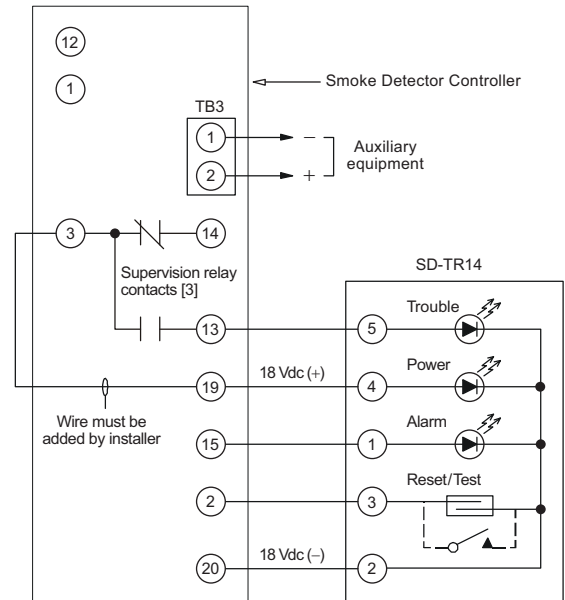 12
1
Smoke Detector Controller
TB3
1
−
2
+
Auxiliary
equipment
3
14
Supervision relay
contacts [3]
SD-TR14
Trouble
13
5
Power
19
18 Vdc (+)
4
Wire must be
added by installer
Alarm
15
1
Reset/Test
2
3
20
18 Vdc (−)
2